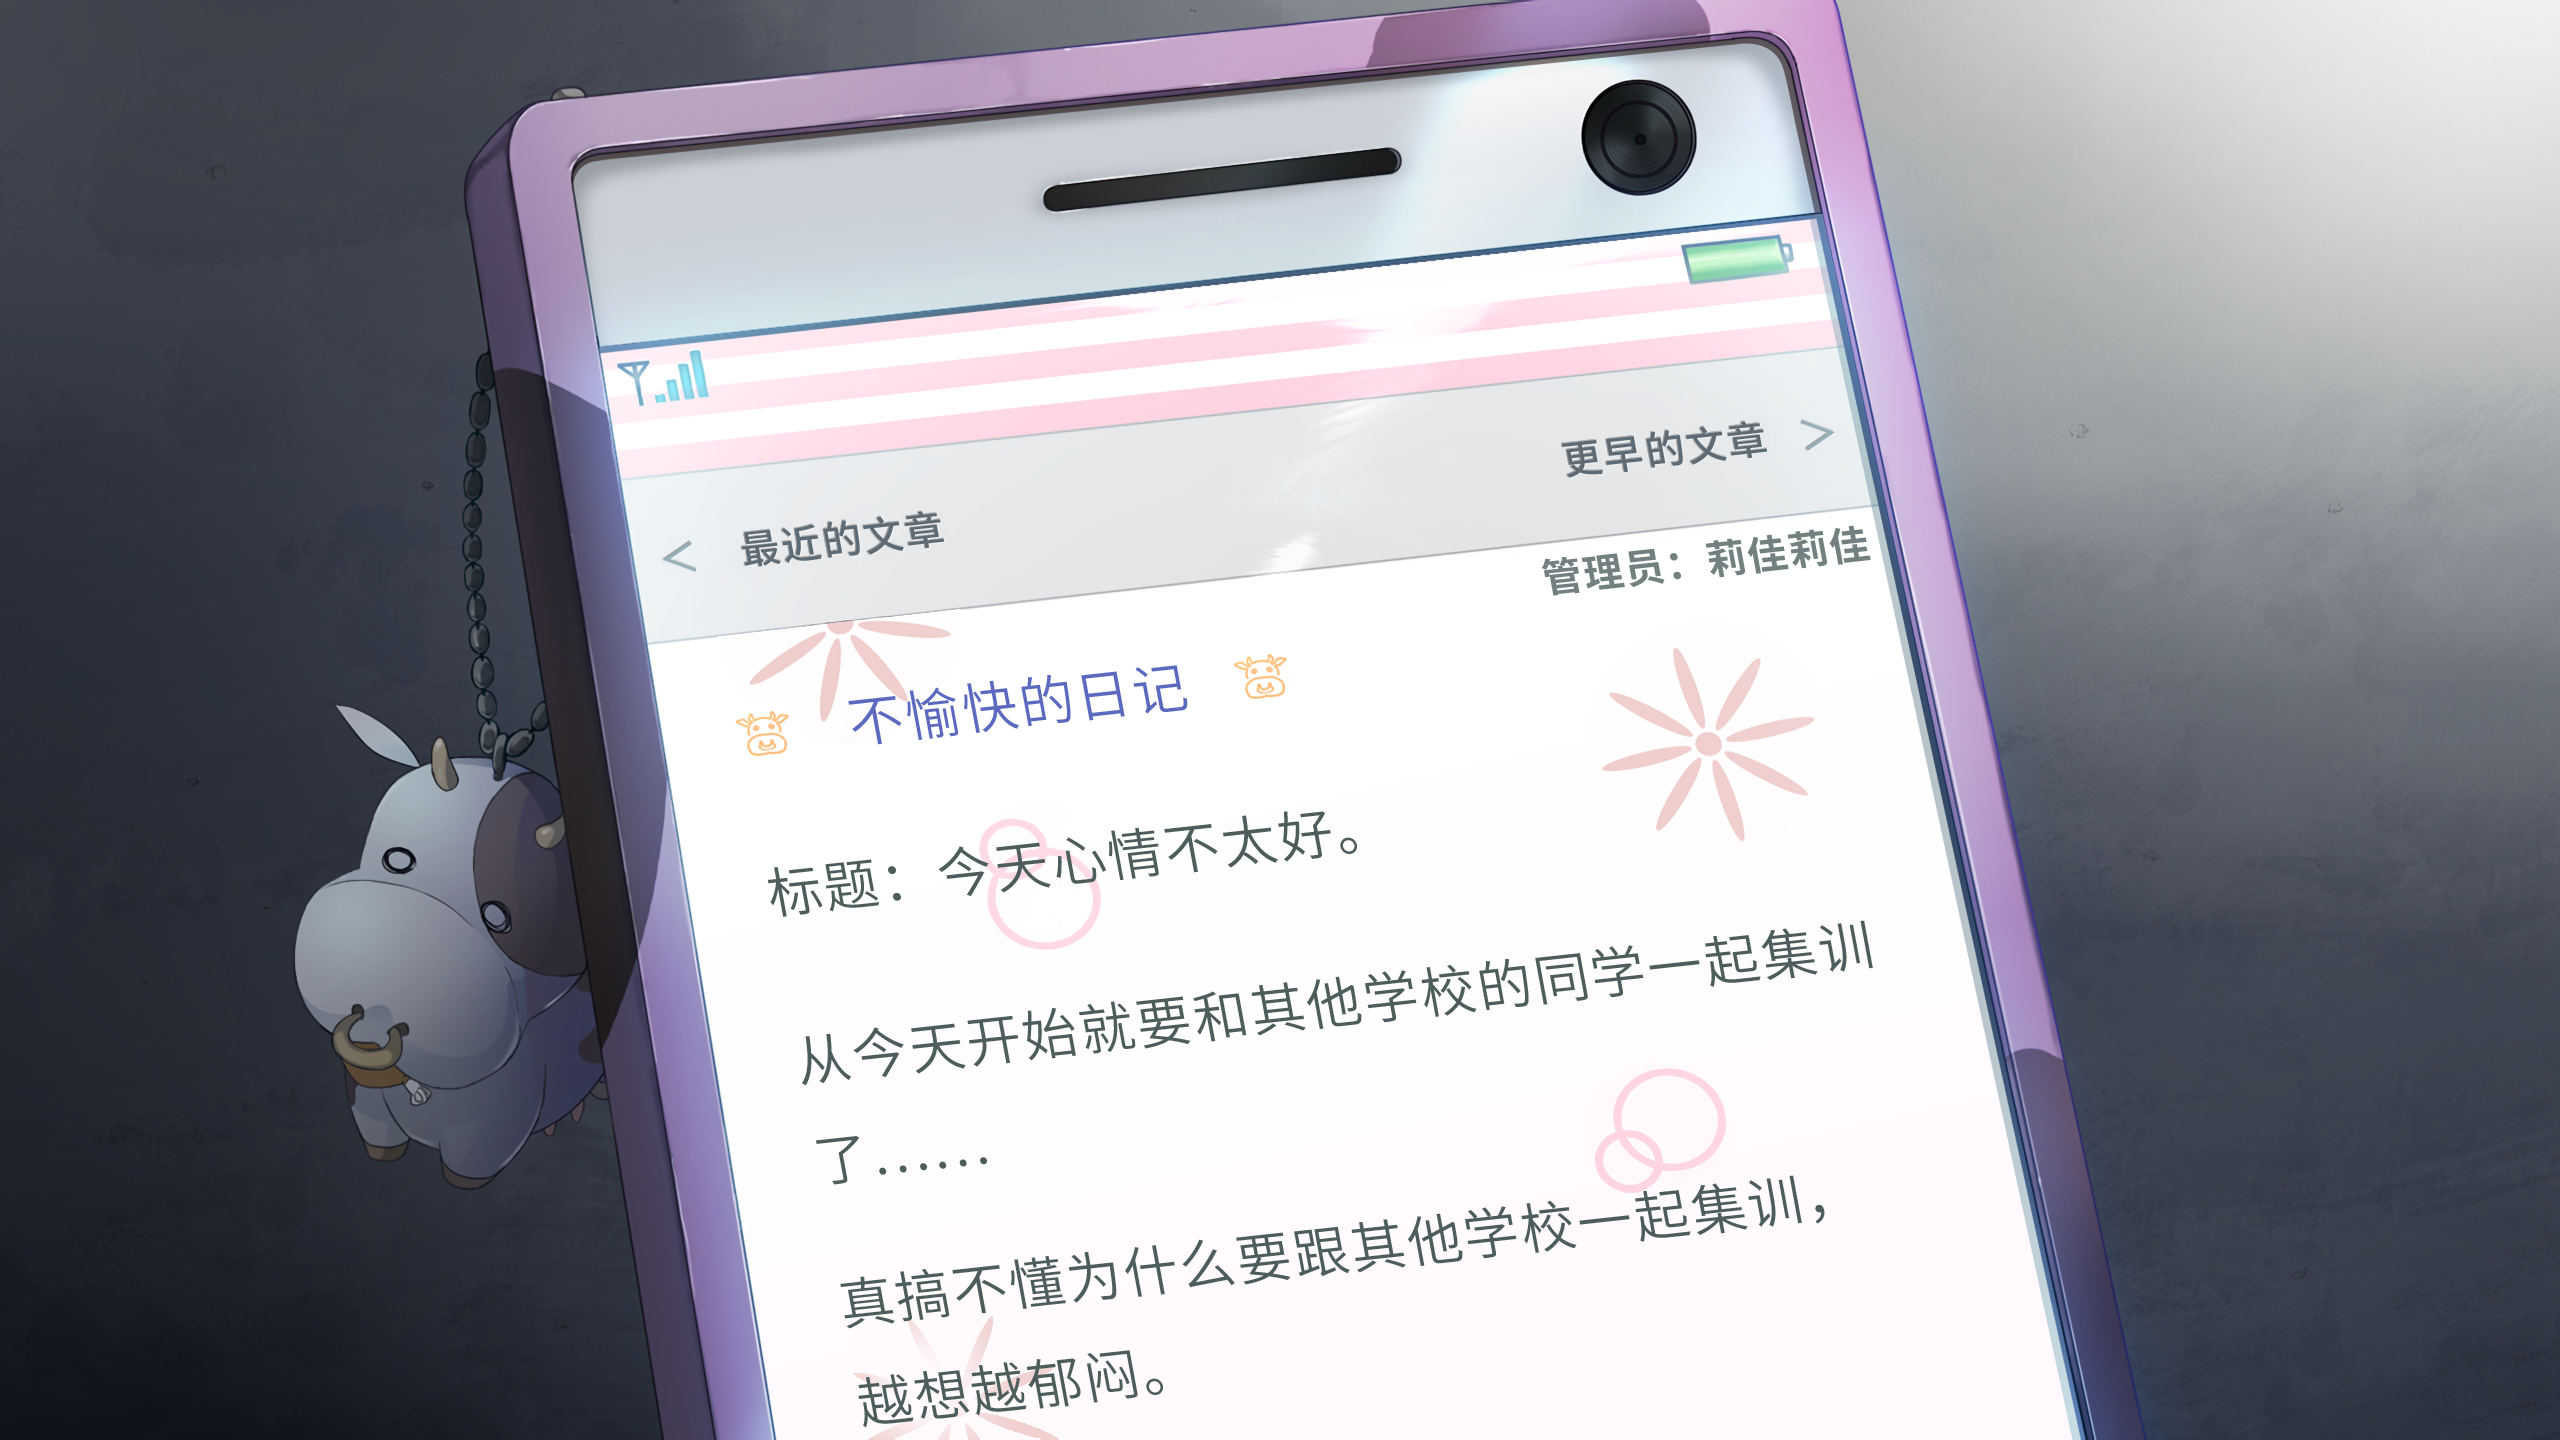 < 最近的文章
更早的文章 >
管理员：莉佳莉佳
不愉快的日记
标题：今天心情不太好。
从今天开始就要和其他学校的同学一起集训
了……
真搞不懂为什么要跟其他学校一起集训，
越想越郁闷。